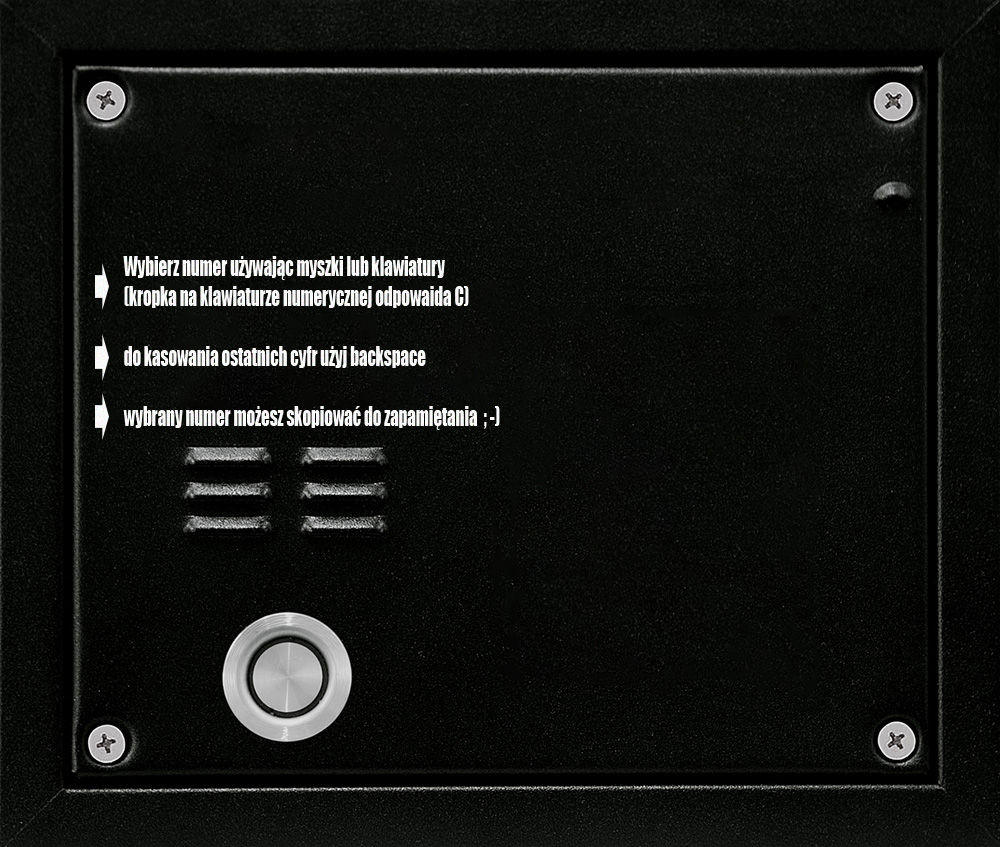 Wybierz numer używając myszki lub klawiatury
(kropka na klawiaturze numerycznej odpowaida C)
do kasowania ostatnich cyfr użyj backspace
wybrany numer możesz skopiować do zapamiętania ; -)